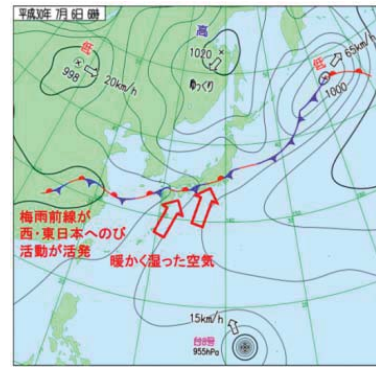 平成30年 7月 6日 6時
低
998
20km/h
高
1020
ゆっくり
低
65km/h
1000
梅雨前線が
西・東日本へのび
活動が活発
暖かく湿った空気
15km/h
台8号
955hPa